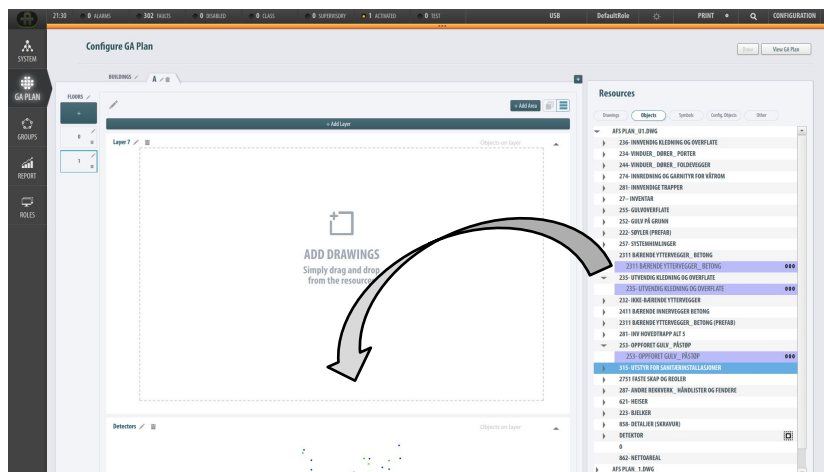 21:30 0 ALARMS 302 FAULTS 0 DISABLED 0 CLASS 0 SUPERVISORY 1 ACTIVATED 0 TEST USB DefaultRole PRINT CONFIGURATION
SYSTEM
GA PLAN
GROUPS
REPORT
ROLES
Configure GA Plan
View GA Plan
BUILDINGS A
FLOORS
+
0
1
+ Add Area
+ Add Layer
Layer 7 Objects on layer
ADD DRAWINGS
Simply drag and drop
from the resource
Detectors Objects on layer
Resources
Drawings Objects Symbols Config. Objects Other
AFS PLAN_U1.DWG
236- INNVENDIG KLEDNING OG OVERFLATE
234- VINDUER_ DØRER_ PORTER
244- VINDUER_ DØRER_ FOLDEVEGGER
274- INNREDNING OG GARNITYR FOR VÅTROM
281- INNVENDIGE TRAPPER
27-- INVENTAR
255- GULVOVERFLATE
252- GULV PÅ GRUNN
222- SØYLER (PREFAB)
257- SYSTEMHIMLINGER
2311 BÆRENDE YTTERVEGGER_ BETONG
2311 BÆRENDE YTTERVEGGER_ BETONG
235- UTVENDIG KLEDNING OG OVERFLATE
235- UTVENDIG KLEDNING OG OVERFLATE
232- IKKE-BÆRENDE YTTERVEGGER
2411 BÆRENDE INNERVEGGER BETONG
2311 BÆRENDE YTTERVEGGER_ BETONG (PREFAB)
281- INV HOVEDTRAPP ALT 5
253- OPPFORET GULV_ PÅSTØP
253- OPPFORET GULV_ PÅSTØP
315- UTSTYR FOR SANITÆRINSTALLASJONER
2751 FASTE SKAP OG REOLER
287- ANDRE REKKVERK_ HÅNDLISTER OG FENDERE
621- HEISER
223- BJELKER
858- DETALJER (SKRAVUR)
DETEKTOR
0
862- NETTOAREAL
AFS PLAN_1.DWG